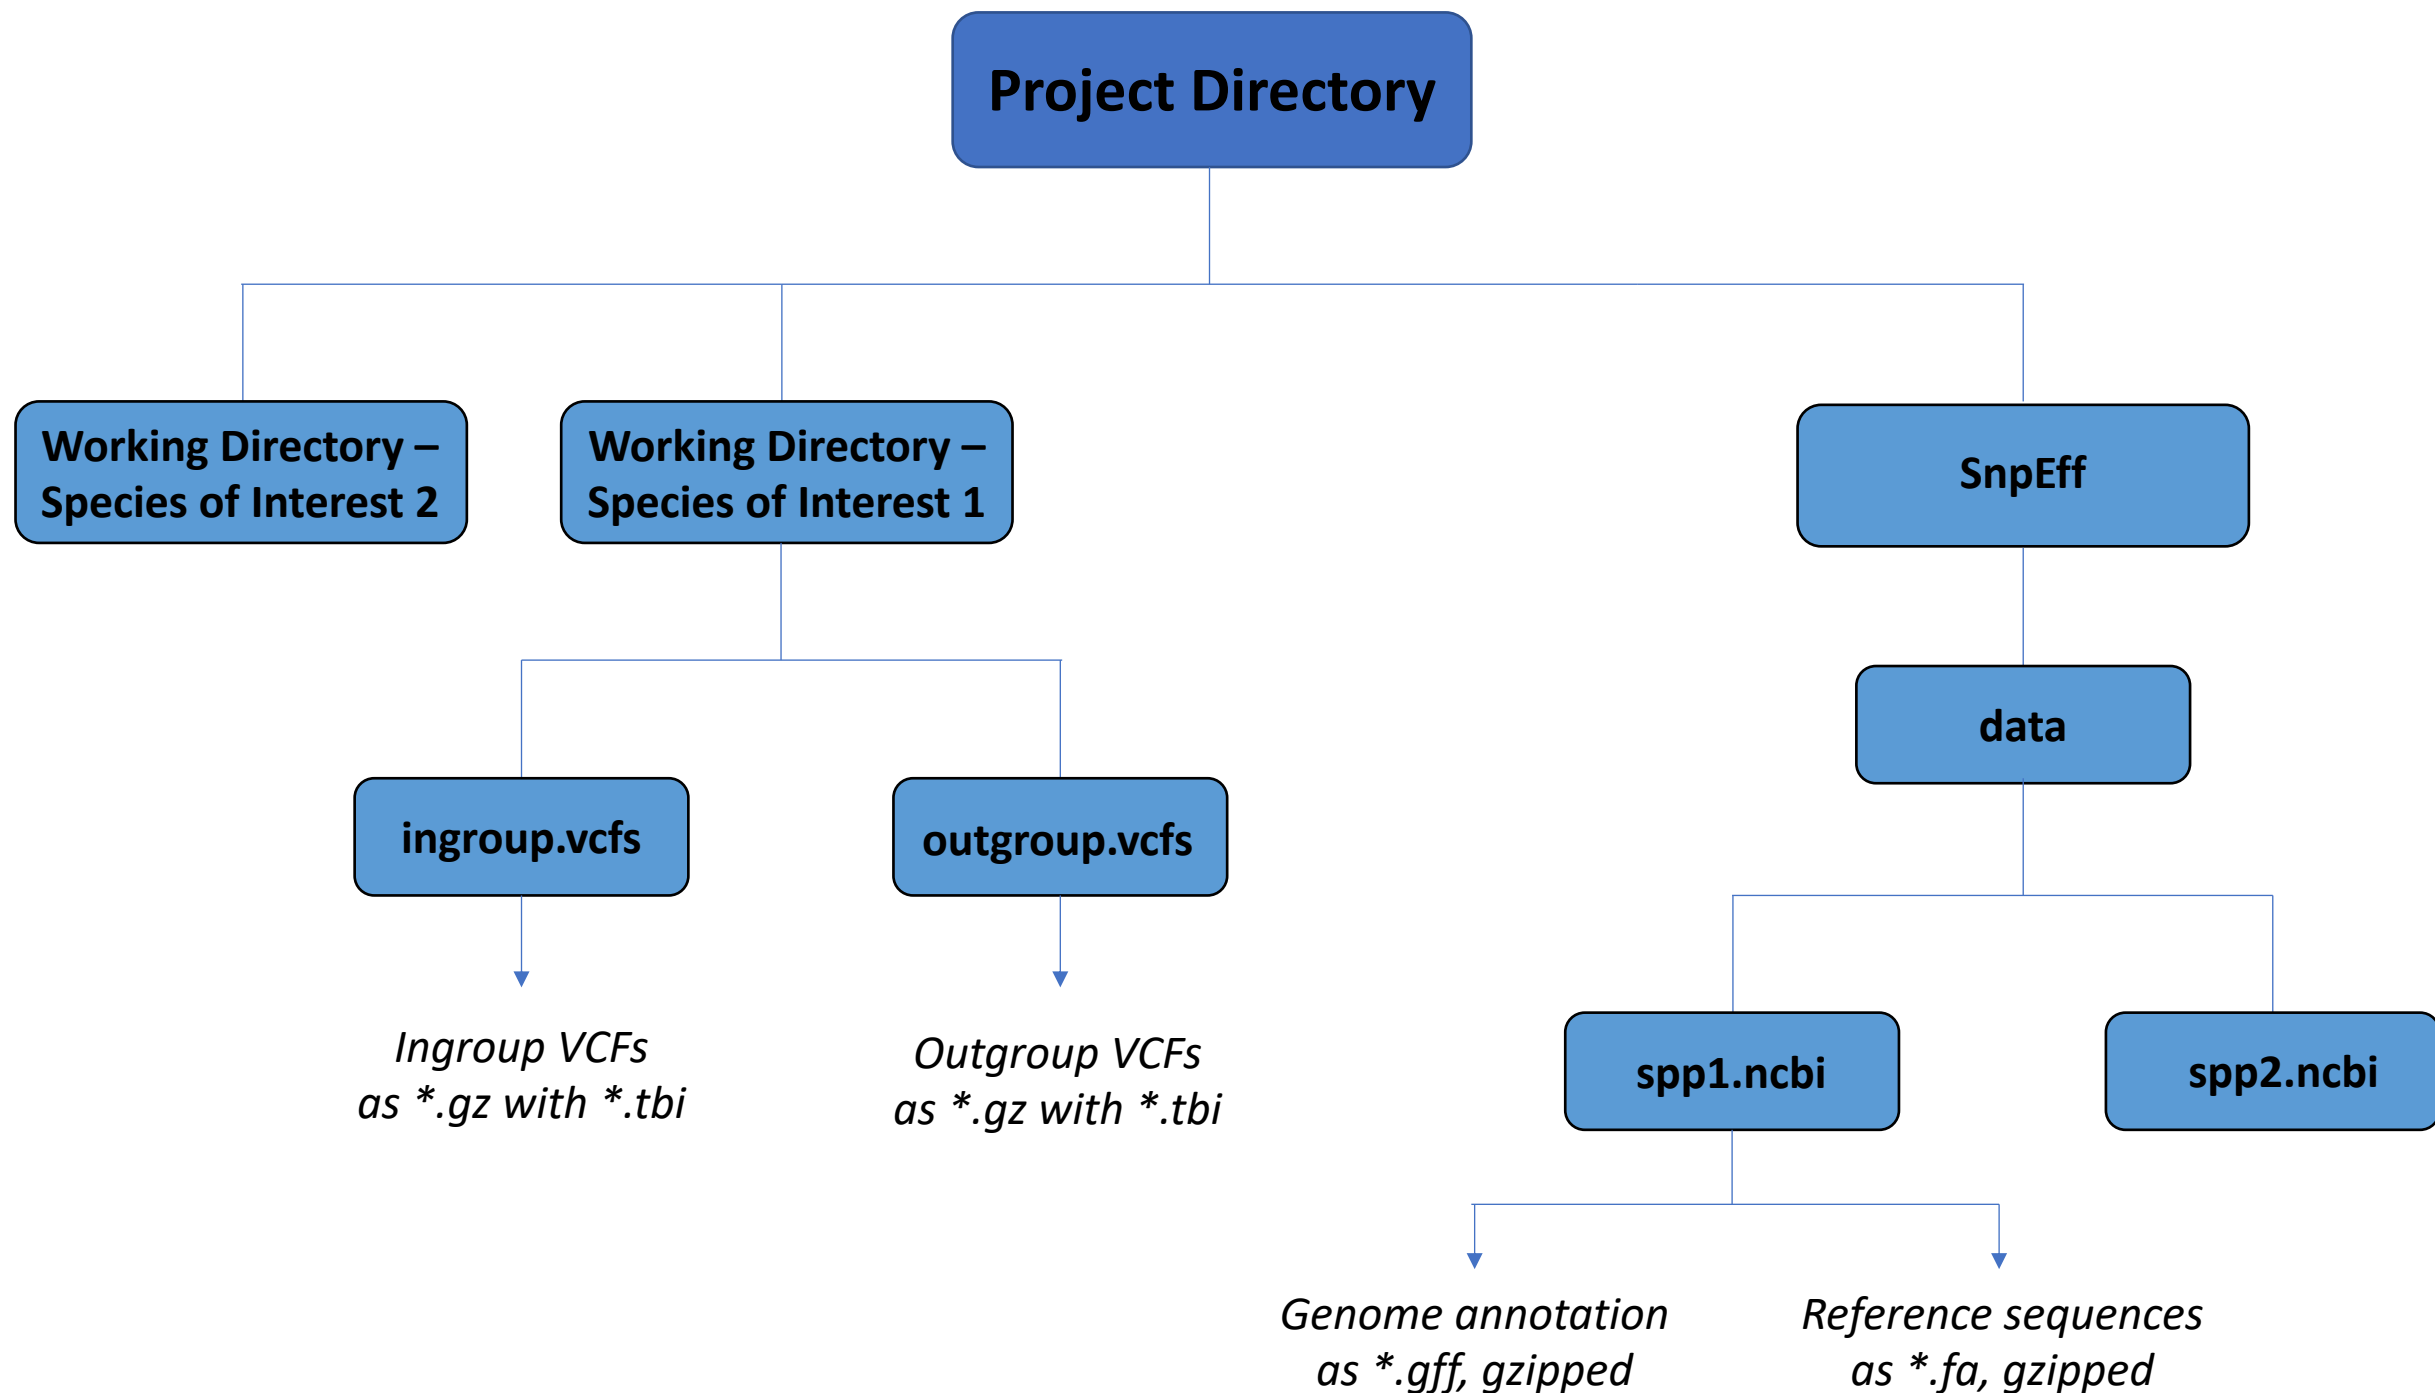 Project Directory
Working Directory –
Species of Interest 2
Working Directory –
Species of Interest 1
SnpEff
data
ingroup.vcfs
outgroup.vcfs
Ingroup VCFs
as *.gz with *.tbi
Outgroup VCFs
as *.gz with *.tbi
spp1.ncbi
spp2.ncbi
Genome annotation
as *.gff, gzipped
Reference sequences
as *.fa, gzipped